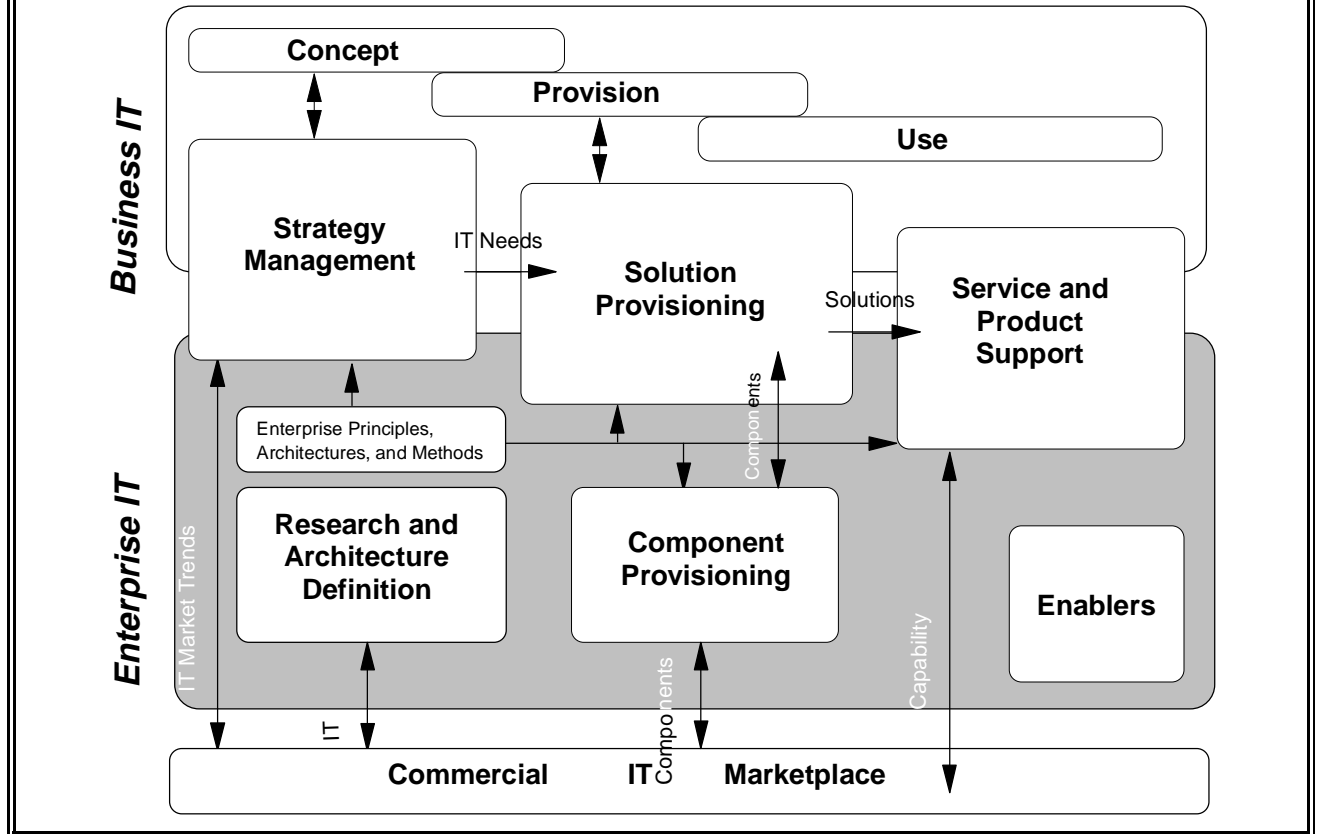 Concept
Provision
Use
Business IT
Strategy
Management
IT Needs
Solution
Provisioning
Solutions
Service and
Product
Support
Components
Enterprise Principles,
Architectures, and Methods
Enterprise IT
IT Market Trends
Research and
Architecture
Definition
Component
Provisioning
Enablers
Capability
IT
Components
Commercial IT Marketplace